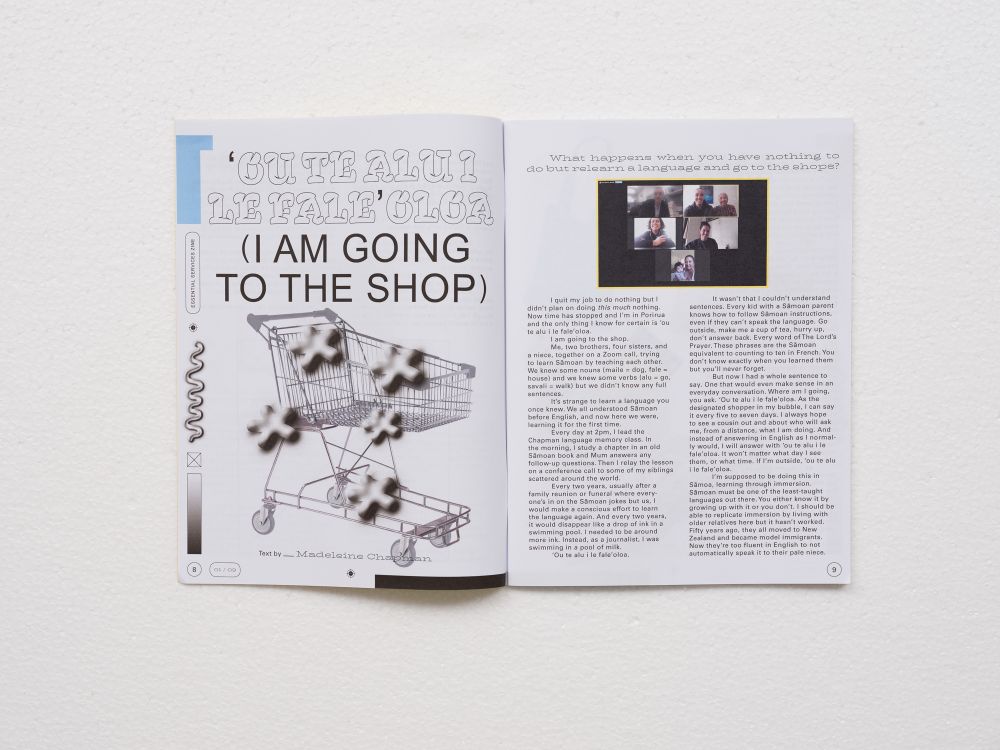 ‘OU TE ALU I
LE FALE’OLOA
(I AM GOING
TO THE SHOP)
ESSENTIAL SERVICES ZINE
Text by __ Madeleine Chapman
8
01 / 09
What happens when you have nothing to
do but relearn a language and go to the shops?
I quit my job to do nothing but I
didn’t plan on doing this much nothing.
Now time has stopped and I’m in Porirua
and the only thing I know for certain is ‘ou
te alu i le fale’oloa.
I am going to the shop.
Me, two brothers, four sisters, and
a niece, together on a Zoom call, trying
to learn Sāmoan by teaching each other.
We knew some nouns (maile = dog, fale =
house) and we knew some verbs (alu = go,
savali = walk) but we didn’t know any full
sentences.
It’s strange to learn a language you
once knew. We all understood Sāmoan
before English, and now here we were,
learning it for the first time.
Every day at 2pm, I lead the
Chapman language memory class. In
the morning, I study a chapter in an old
Sāmoan book and Mum answers any
follow-up questions. Then I relay the lesson
on a conference call to some of my siblings
scattered around the world.
Every two years, usually after a
family reunion or funeral where every-
one’s in on the Sāmoan jokes but us, I
would make a conscious effort to learn
the language again. And every two years,
it would disappear like a drop of ink in a
swimming pool. I needed to be around
more ink. Instead, as a journalist, I was
swimming in a pool of milk.
‘Ou te alu i le fale’oloa.
It wasn’t that I couldn’t understand
sentences. Every kid with a Sāmoan parent
knows how to follow Sāmoan instructions,
even if they can’t speak the language. Go
outside, make me a cup of tea, hurry up,
don’t answer back. Every word of The Lord’s
Prayer. These phrases are the Sāmoan
equivalent to counting to ten in French. You
don’t know exactly when you learned them
but you’ll never forget.
But now I had a whole sentence to
say. One that would even make sense in an
everyday conversation. Where am I going,
you ask. ‘Ou te alu i le fale’oloa. As the
designated shopper in my bubble, I can say
it every five to seven days. I always hope
to see a cousin out and about who will ask
me, from a distance, what I am doing. And
instead of answering in English as I normal-
ly would, I will answer with ‘ou te alu i le
fale’oloa. It won’t matter what day I see
them, or what time. If I’m outside, ‘ou te alu
i le fale’oloa.
I’m supposed to be doing this in
Sāmoa, learning through immersion.
Sāmoan must be one of the least-taught
languages out there. You either know it by
growing up with it or you don’t. I should be
able to replicate immersion by living with
older relatives here but it hasn’t worked.
Fifty years ago, they all moved to New
Zealand and became model immigrants.
Now they’re too fluent in English to not
automatically speak it to their pale niece.
9